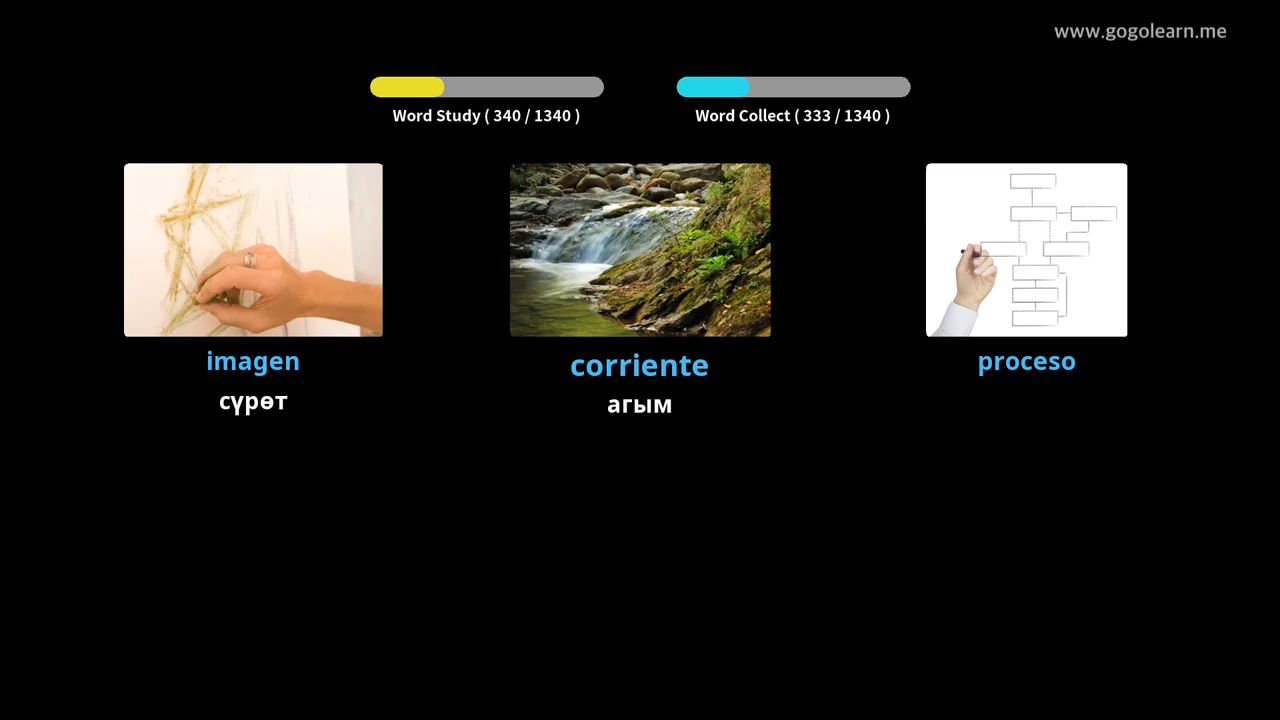 www.gogolearn.me
Word Study ( 340 / 1340 )
Word Collect ( 333 / 1340 )
imagen
сүрөт
corriente
агым
proceso